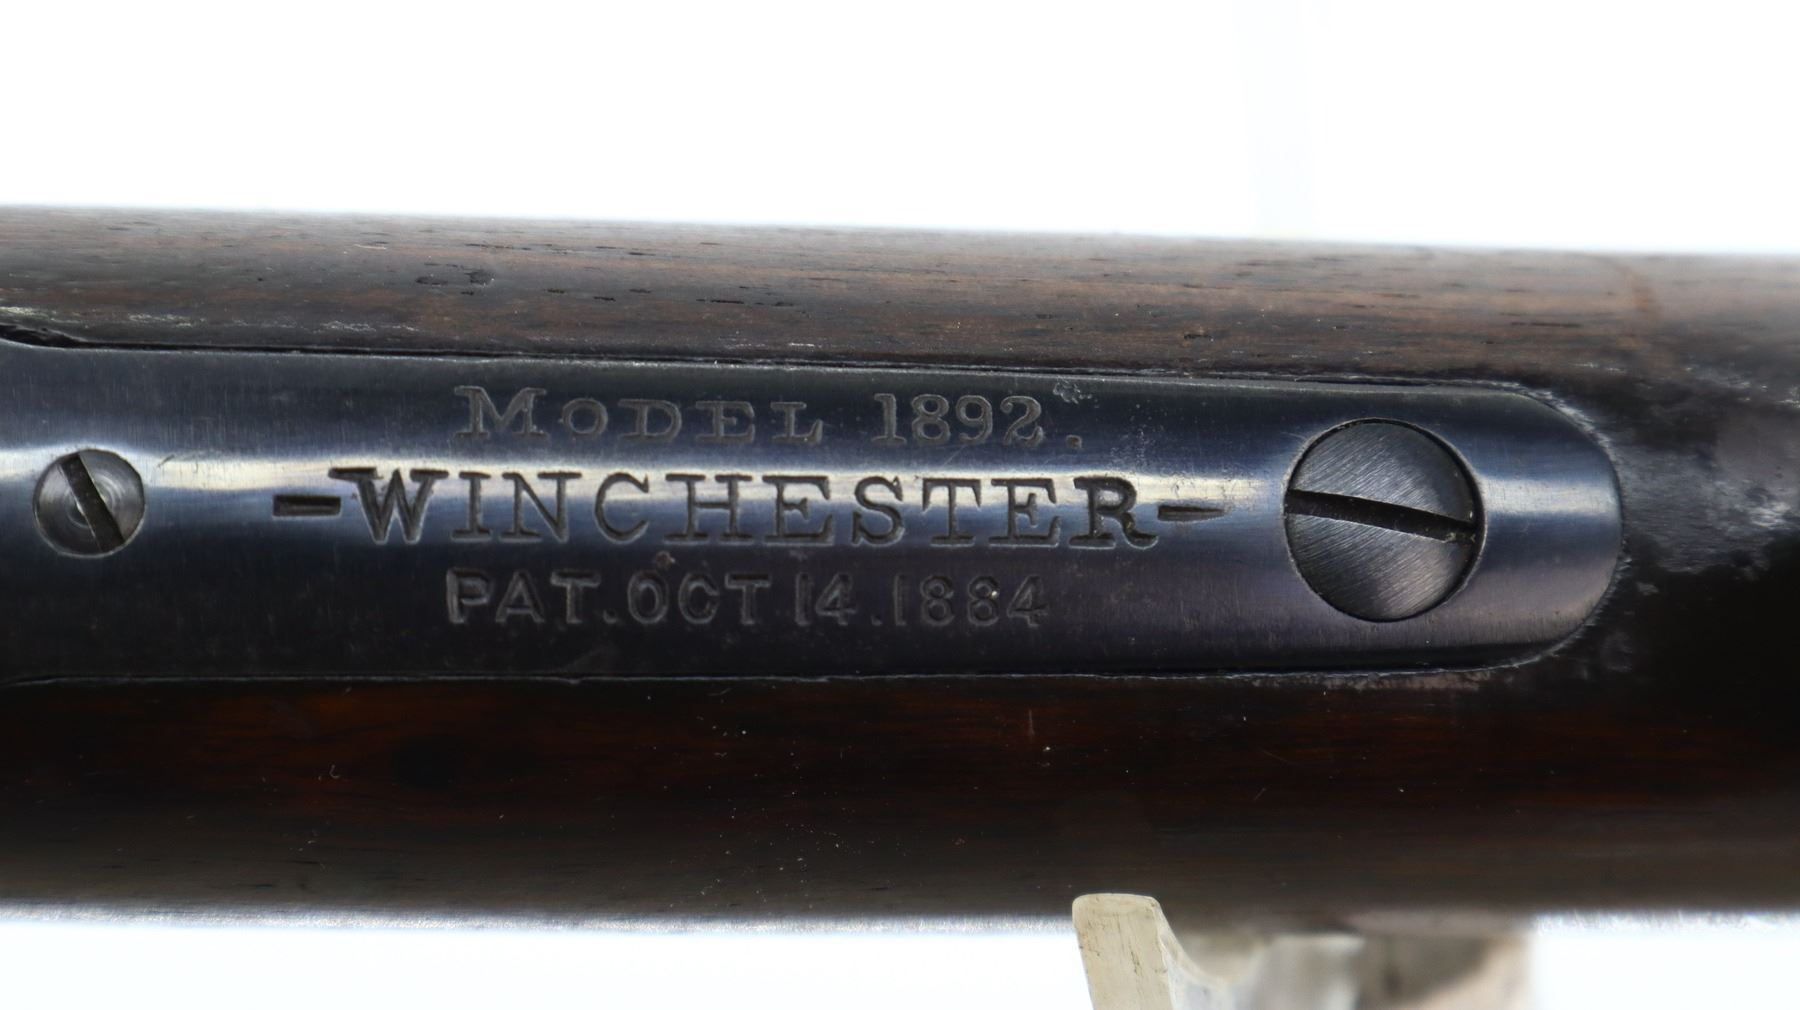 MODEL 1892.
-WINCHESTER-
PAT. OCT 14. 1884